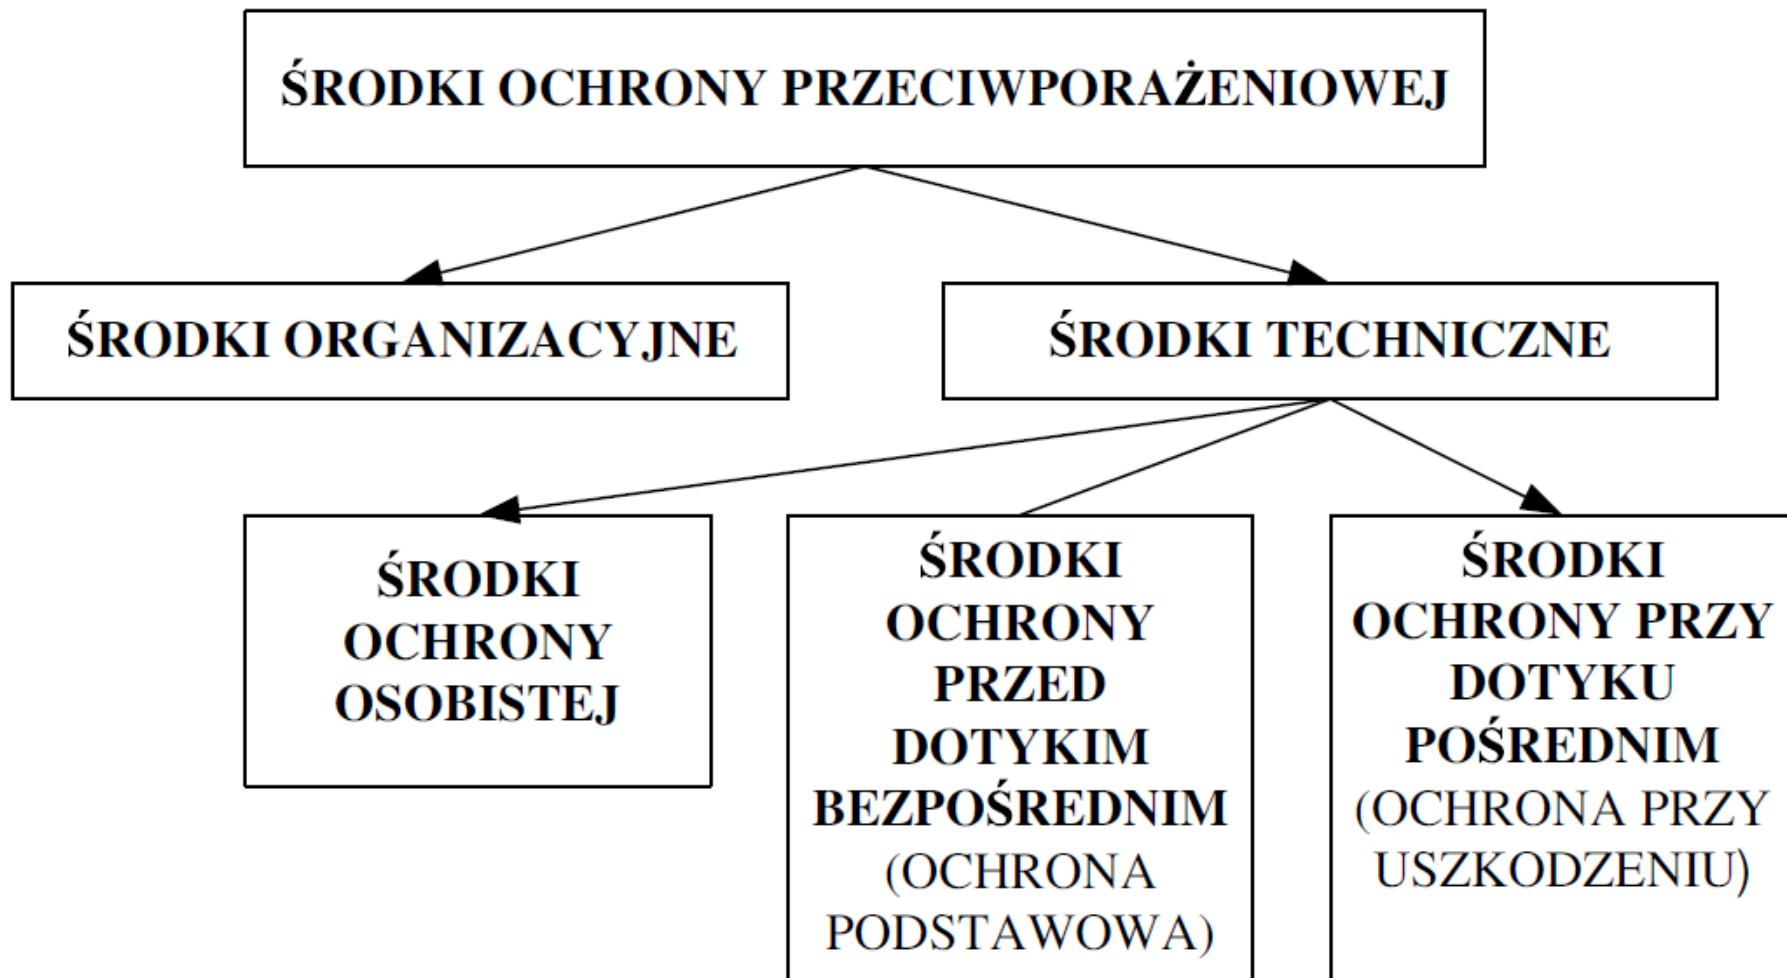 ŚRODKI OCHRONY PRZECIWPORAŻENIOWEJ
ŚRODKI ORGANIZACYJNE
ŚRODKI TECHNICZNE
ŚRODKI
OCHRONY
OSOBISTEJ
ŚRODKI
OCHRONY
PRZED
DOTYKIM
BEZPOŚREDNIM
(OCHRONA
PODSTAWOWA)
ŚRODKI
OCHRONY PRZY
DOTYKU
POŚREDNIM
(OCHRONA PRZY
USZKODZENIU)